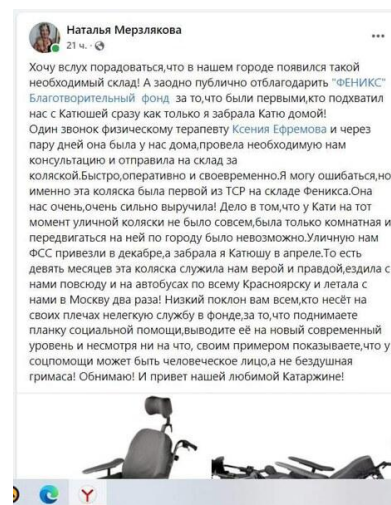 Наталья Мерзлякова
21 ч. ·
Хочу вслух порадоваться,что в нашем городе появился такой
необходимый склад! А заодно публично отблагодарить "ФЕНИКС"
Благотворительный фонд за то,что были первыми,кто подхватил
нас с Катюшей сразу как только я забрала Катю домой!
Один звонок физическому терапевту Ксения Ефремова и через
пару дней она была у нас дома,провела необходимую нам
консультацию и отправила на склад за
коляской.Быстро,оперативно и своевременно.Я могу ошибаться,но
именно эта коляска была первой из ТСР на складе Феникса.Она
нас очень,очень сильно выручила! Дело в том,что у Кати на тот
момент уличной коляски не было совсем,была только комнатная и
передвигаться на ней по городу было невозможно.Уличную нам
ФСС привезли в декабре,а забрала я Катюшу в апреле.То есть
девять месяцев эта коляска служила нам верой и правдой,ездила с
нами повсюду и на автобусах по всему Красноярску и летала с
нами в Москву два раза! Низкий поклон вам всем,кто несёт на
своих плечах нелегкую службу в фонде,за то,что поднимаете
планку социальной помощи,выводите её на новый современный
уровень и несмотря ни на что, своим примером показываете,что у
соцпомощи может быть человеческое лицо,а не бездушная
гримаса! Обнимаю! И привет нашей любимой Катаржине!